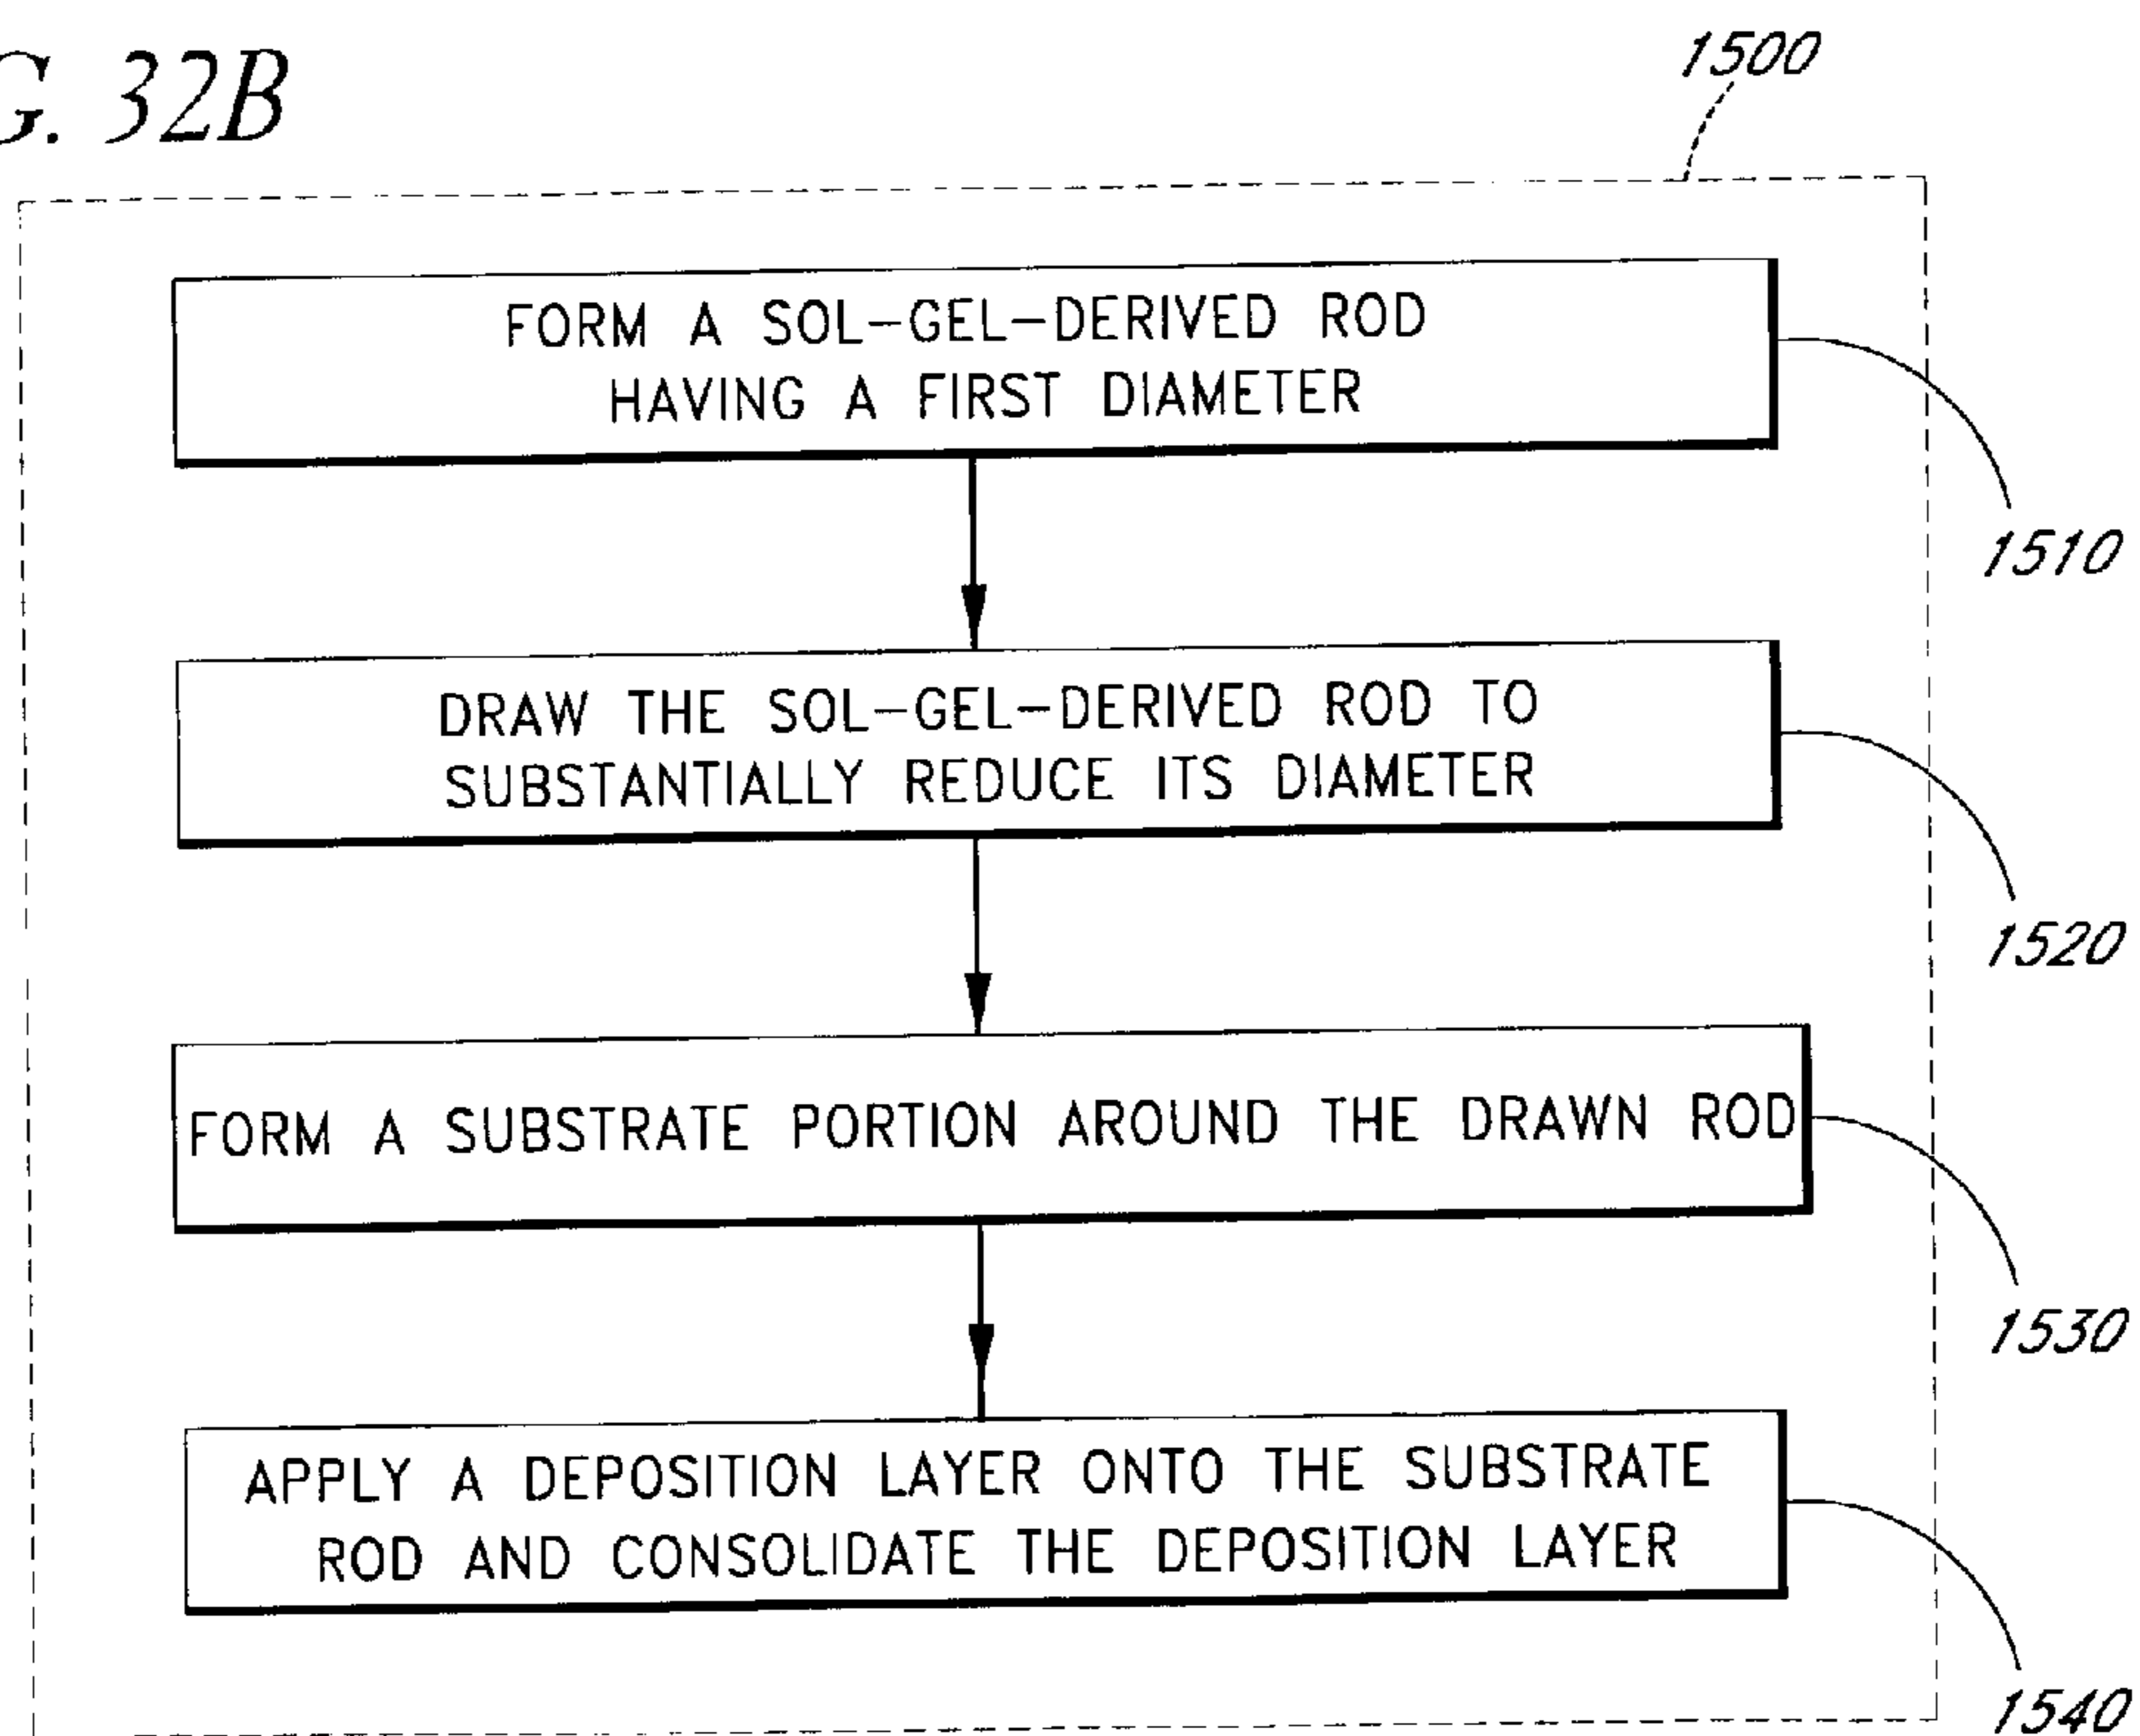 G. 32B
1500
FORM A SOL-GEL-DERIVED ROD
HAVING A FIRST DIAMETER
1510
DRAW THE SOL-GEL-DERIVED ROD TO
SUBSTANTIALLY REDUCE ITS DIAMETER
1520
FORM A SUBSTRATE PORTION AROUND THE DRAWN ROD
1530
APPLY A DEPOSITION LAYER ONTO THE SUBSTRATE
ROD AND CONSOLIDATE THE DEPOSITION LAYER
1540